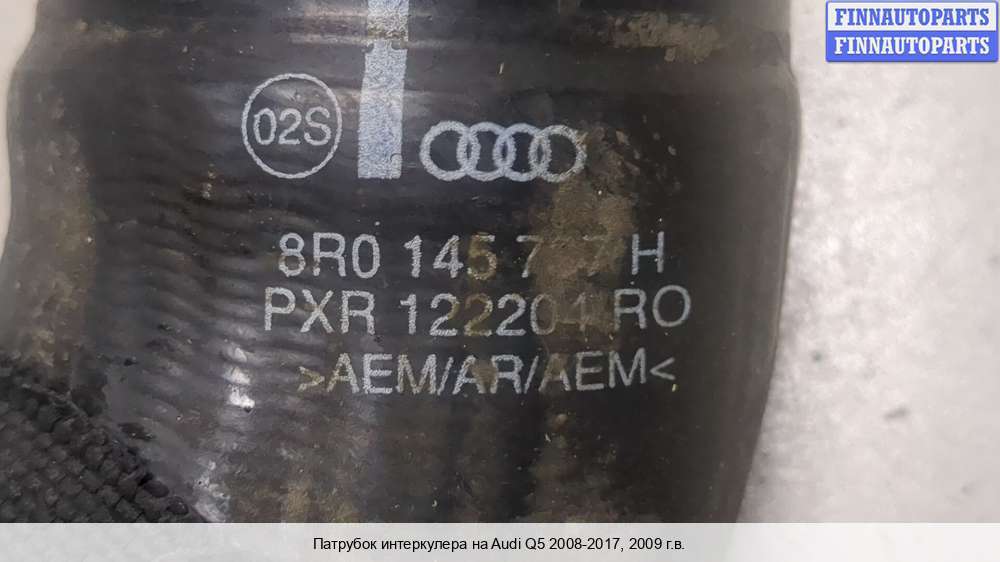 FINNAUTOPARTS
FINNAUTOPARTS
02S
8R0 145 H
PXR 122204 RO
>AEM/AR/AEM<
Патрубок интеркулера на Audi Q5 2008-2017, 2009 г.в.